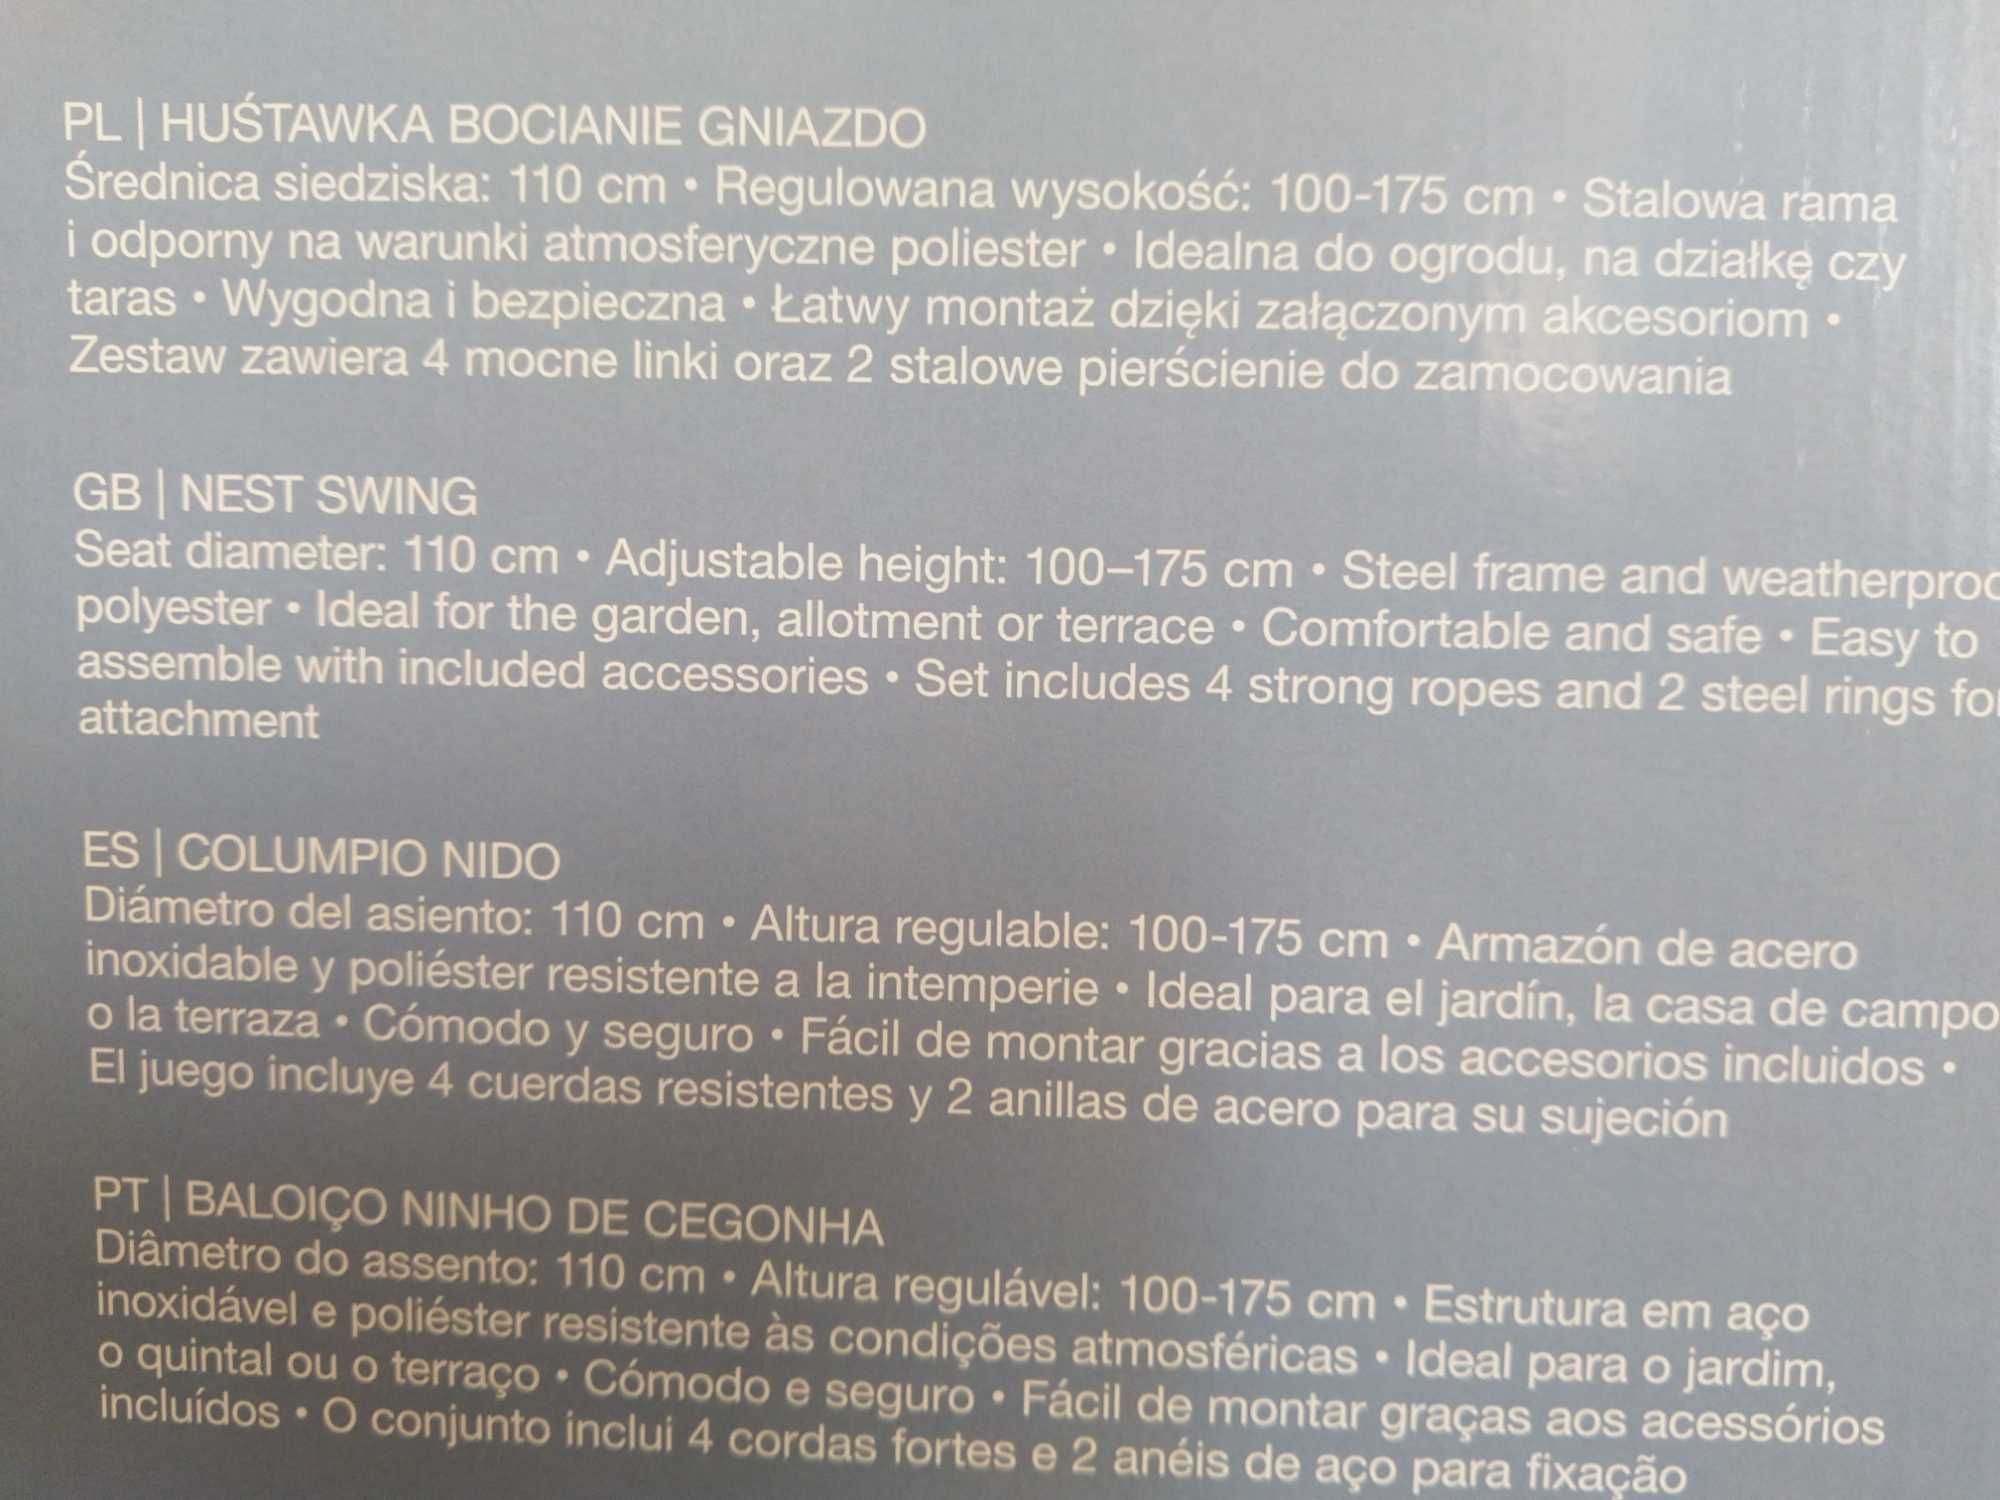 PL | HUŚTAWKA BOCIANIE GNIAZDO
Średnica siedziska: 110 cm • Regulowana wysokość: 100-175 cm • Stalowa rama
i odporny na warunki atmosferyczne poliester • Idealna do ogrodu, na działkę czy
taras • Wygodna i bezpieczna • Łatwy montaż dzięki załączonym akcesoriom •
Zestaw zawiera 4 mocne linki oraz 2 stalowe pierścienie do zamocowania
GB | NEST SWING
Seat diameter: 110 cm • Adjustable height: 100–175 cm • Steel frame and weatherproo
polyester • Ideal for the garden, allotment or terrace • Comfortable and safe • Easy to
assemble with included accessories • Set includes 4 strong ropes and 2 steel rings for
attachment
ES | COLUMPIO NIDO
Diámetro del asiento: 110 cm • Altura regulable: 100-175 cm • Armazón de acero
inoxidable y poliéster resistente a la intemperie • Ideal para el jardín, la casa de campo
o la terraza • Cómodo y seguro • Fácil de montar gracias a los accesorios incluidos •
El juego incluye 4 cuerdas resistentes y 2 anillas de acero para su sujeción
PT | BALOIÇO NINHO DE CEGONHA
Diâmetro do assento: 110 cm • Altura regulável: 100-175 cm • Estrutura em aço
inoxidável e poliéster resistente às condições atmosféricas • Ideal para o jardim,
o quintal ou o terraço • Cómodo e seguro • Fácil de montar graças aos acessórios
incluídos • O conjunto inclui 4 cordas fortes e 2 anéis de aço para fixação